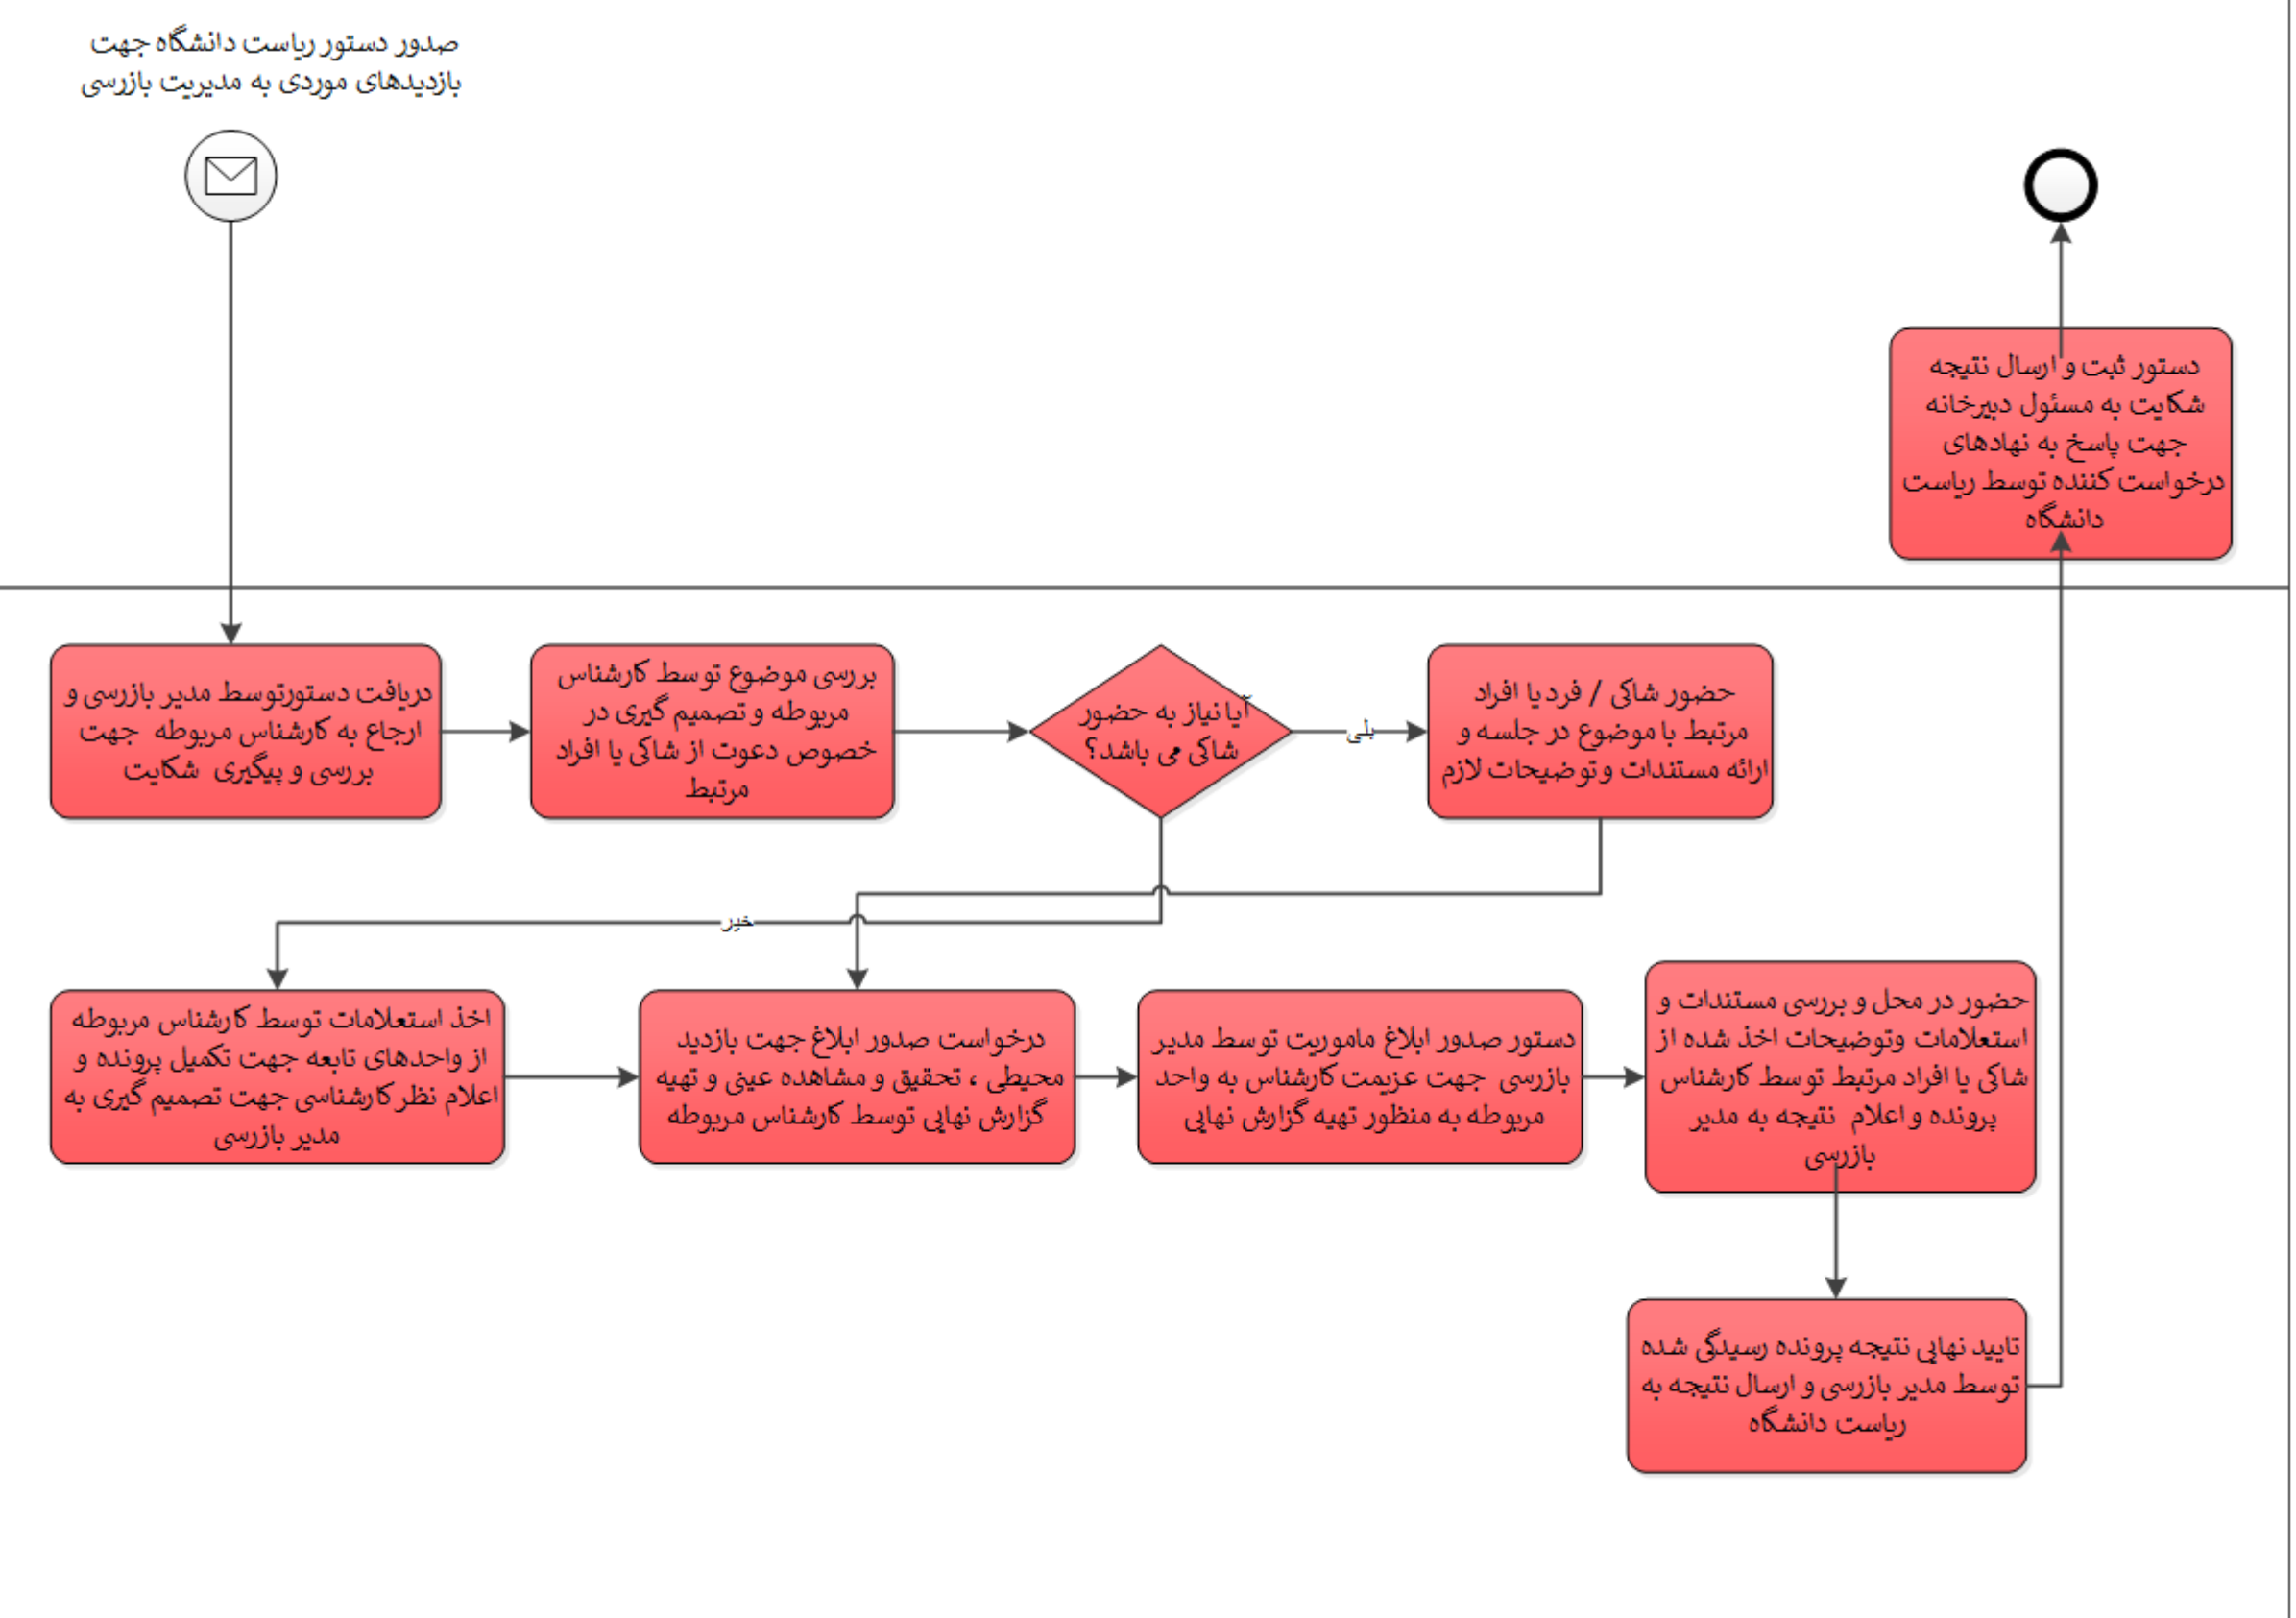 صدور دستور ریاست دانشگاه جهت
بازدیدهای موردی به مدیریت بازرسی
دریافت دستورتوسط مدیر بازرسی و
ارجاع به کارشناس مربوطه جهت
بررسی و پیگیری شکایت
بررسی موضوع توسط کارشناس
مربوطه و تصمیم گیری در
خصوص دعوت از شاکی یا افراد
مرتبط
آیا نیاز به حضور
شاکی می باشد؟
بلی
حضور شاکی / فرد یا افراد
مرتبط با موضوع در جلسه و
ارائه مستندات و توضیحات لازم
خیر
اخذ استعلامات توسط کارشناس مربوطه
از واحدهای تابعه جهت تکمیل پرونده و
اعلام نظر کارشناسی جهت تصمیم گیری به
مدیر بازرسی
درخواست صدور ابلاغ جهت بازدید
محیطی ، تحقیق و مشاهده عینی و تهیه
گزارش نهایی توسط کارشناس مربوطه
دستور صدور ابلاغ ماموریت توسط مدیر
بازرسی جهت عزیمت کارشناس به واحد
مربوطه به منظور تهیه گزارش نهایی
حضور در محل و بررسی مستندات و
استعلامات وتوضیحات اخذ شده از
شاکی یا افراد مرتبط توسط کارشناس
پرونده و اعلام نتیجه به مدیر
بازرسی
تایید نهایی نتیجه پرونده رسیدگی شده
توسط مدیر بازرسی و ارسال نتیجه به
ریاست دانشگاه
دستور ثبت و ارسال نتیجه
شکایت به مسئول دبیرخانه
جهت پاسخ به نهادهای
درخواست کننده توسط ریاست
دانشگاه